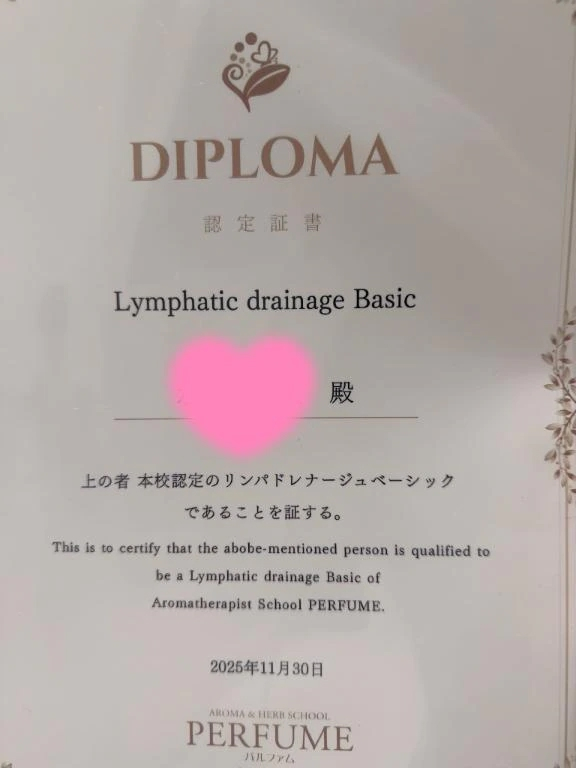 DIPLOMA
認定証書
Lymphatic drainage Basic
殿
上の者 本校認定のリンパドレナージュベーシック
であることを証する。
This is to certify that the abobe-mentioned person is qualified to
be a Lymphatic drainage Basic of
Aromatherapist School PERFUME.
2025年11月30日
AROMA & HERB SCHOOL
PERFUME
パルファム